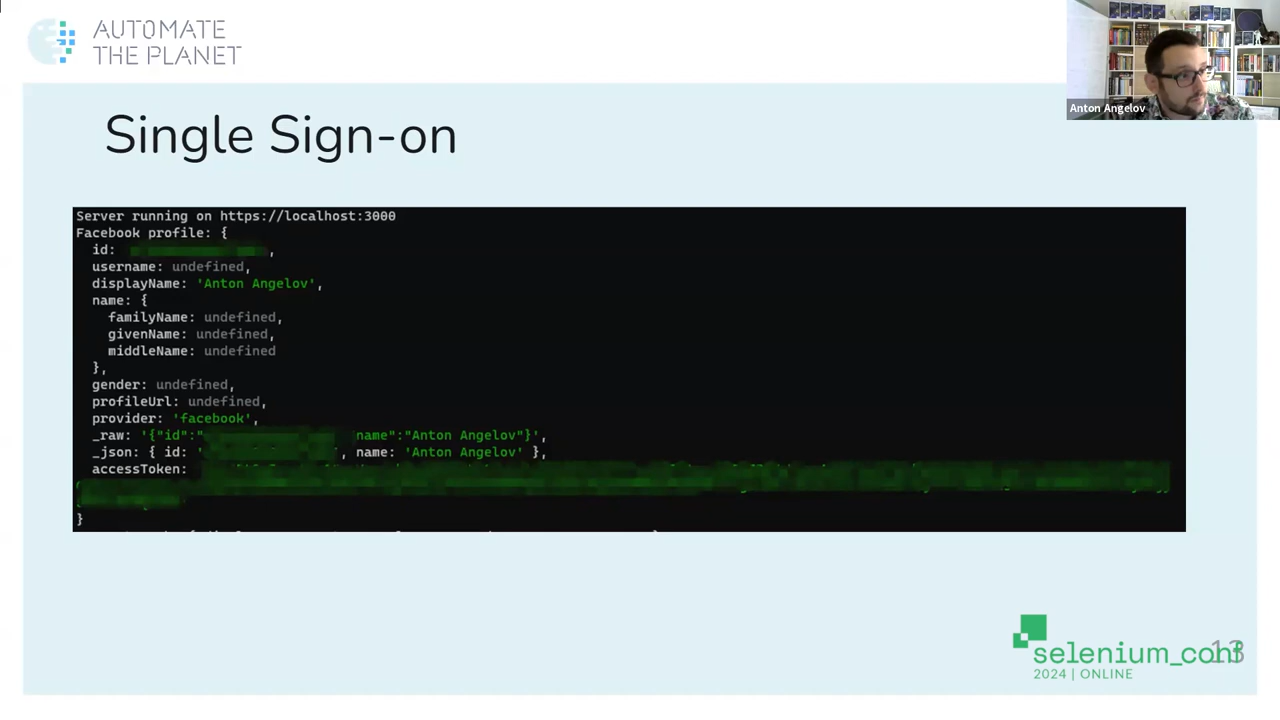 AUTOMATE
THE PLANET
Anton Angelov
Single Sign-on
Server running on https://localhost:3000
Facebook profile: {
id: ,
username: undefined,
displayName: 'Anton Angelov',
name: {
familyName: undefined,
givenName: undefined,
middleName: undefined
},
gender: undefined,
profileUrl: undefined,
provider: 'facebook',
_raw: '{"id":" name":"Anton Angelov"}',
_json: { id: ' , name: 'Anton Angelov' },
accessToken:
}
selenium_conf
13
2024 | ONLINE